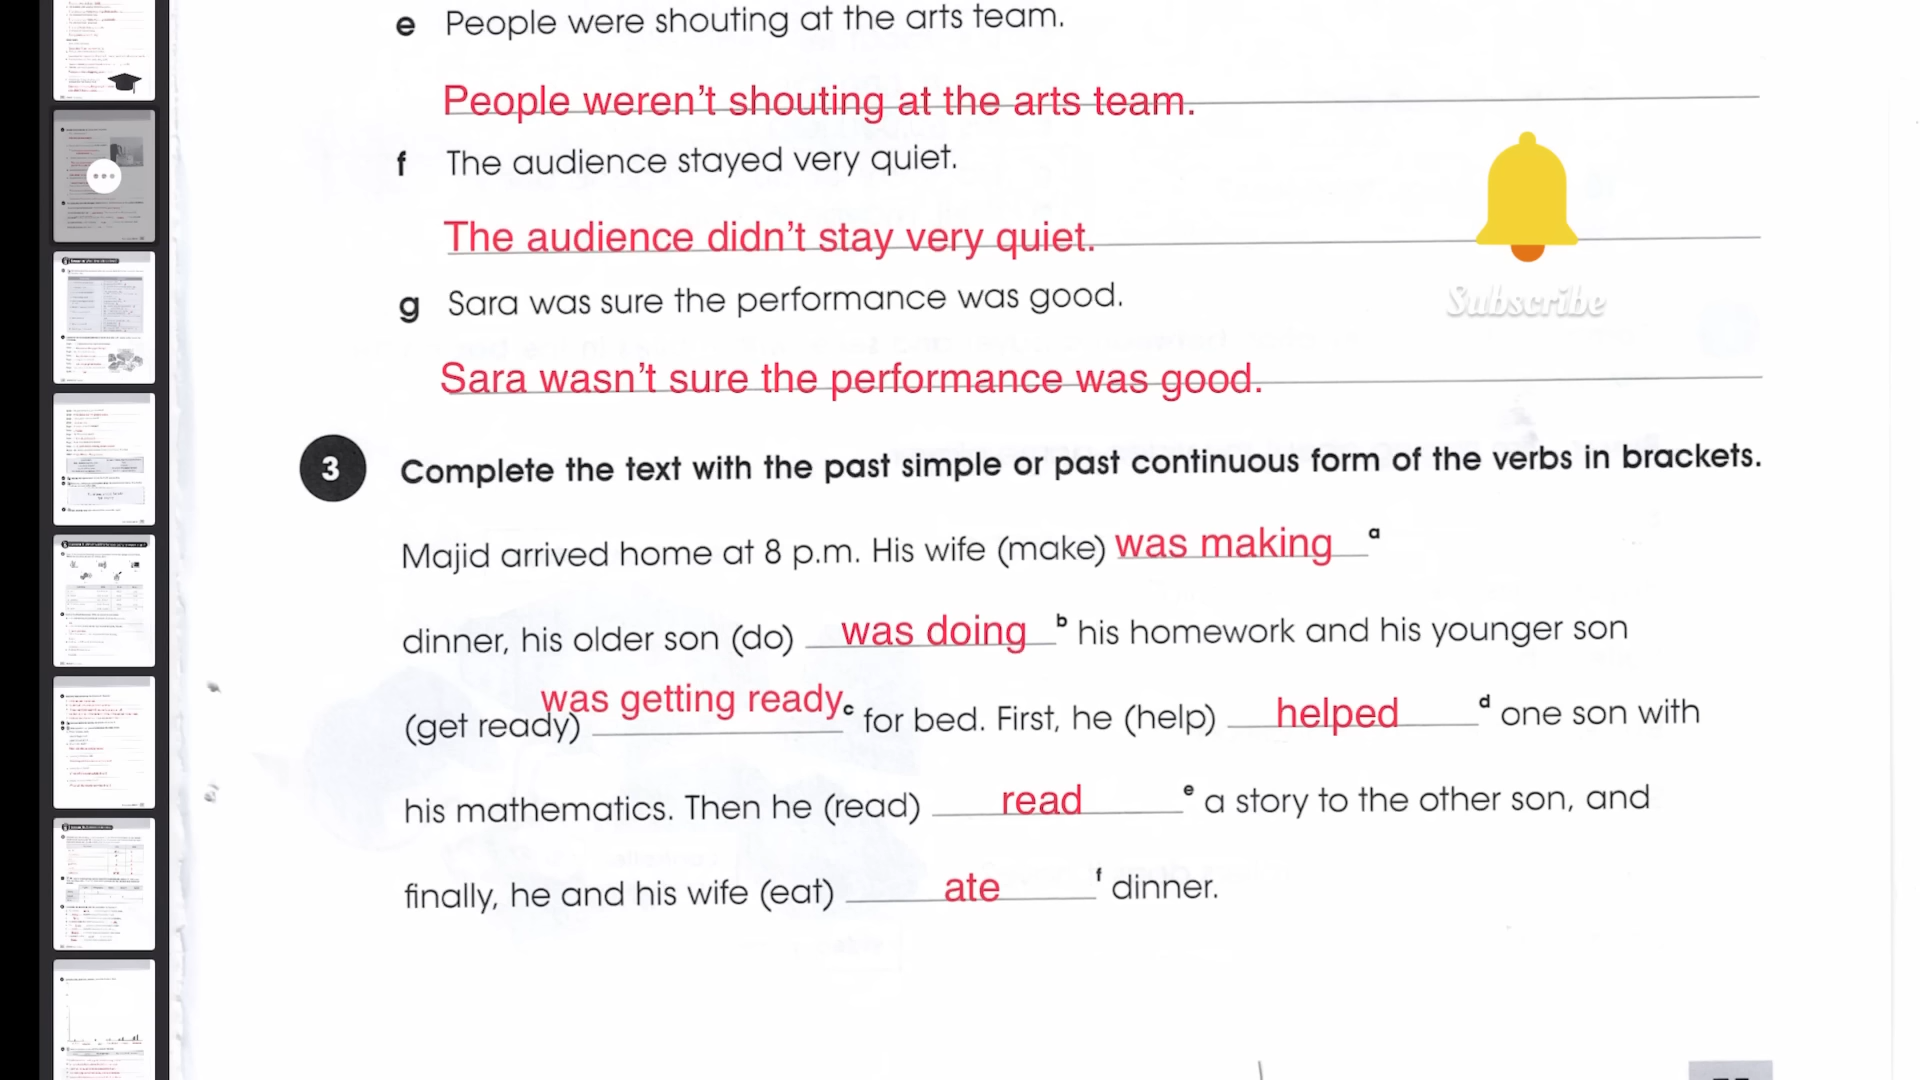 e People were shouting at the arts team.
People weren't shouting at the arts team.
f The audience stayed very quiet.
The audience didn't stay very quiet.
Subscribe
g Sara was sure the performance was good.
Sara wasn't sure the performance was good.
3 Complete the text with the past simple or past continuous form of the verbs in brackets.
Majid arrived home at 8 p.m. His wife (make) was making a
dinner, his older son (do) was doing b his homework and his younger son
(get ready) was getting ready c for bed. First, he (help) helped d one son with
his mathematics. Then he (read) read e a story to the other son, and
finally, he and his wife (eat) ate f dinner.